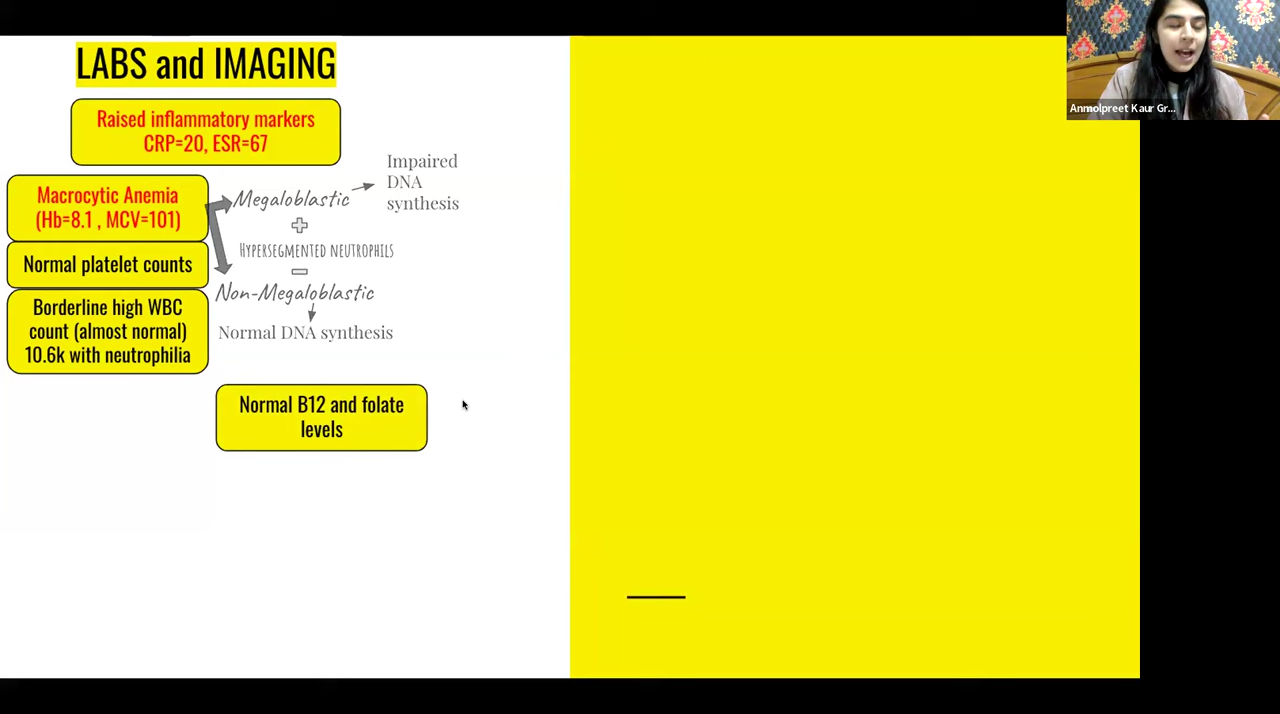 LABS and IMAGING
Raised inflammatory markers
CRP=20, ESR=67
Macrocytic Anemia
(Hb=8.1 , MCV=101)
Normal platelet counts
Borderline high WBC
count (almost normal)
10.6k with neutrophilia
Megaloblastic
Impaired
DNA
synthesis
HYPERSEGMENTED NEUTROPHILS
Non-Megaloblastic
Normal DNA synthesis
Normal B12 and folate
levels
Anmolpreet Kaur Gr...